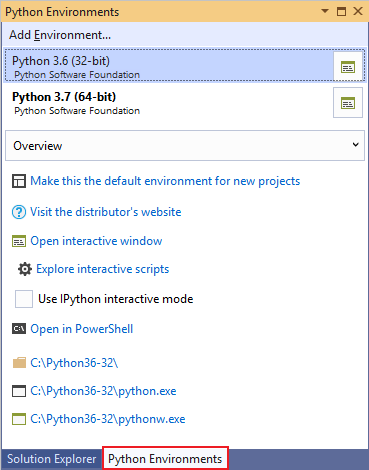 Python Environments
Add Environment...
Python 3.6 (32-bit)
Python Software Foundation
Python 3.7 (64-bit)
Python Software Foundation
Overview
Make this the default environment for new projects
Visit the distributor's website
Open interactive window
Explore interactive scripts
Use IPython interactive mode
C:\ Open in PowerShell
C:\Python36-32\
C:\Python36-32\python.exe
C:\Python36-32\pythonw.exe
Solution Explorer Python Environments